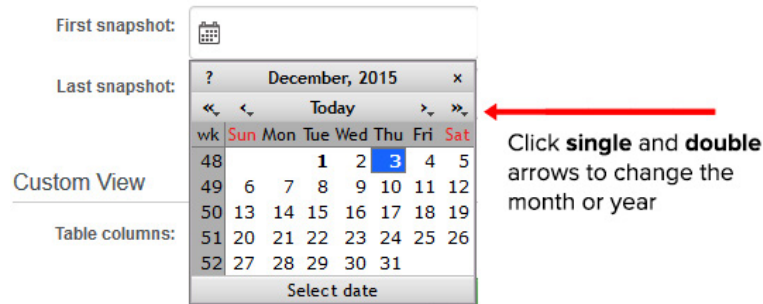 First snapshot:
Last snapshot:
? December, 2015 ×
«, ‹, Today ›, »,
wk Sun Mon Tue Wed Thu Fri Sat
48 1 2 3 4 5
49 6 7 8 9 10 11 12
50 13 14 15 16 17 18 19
51 20 21 22 23 24 25 26
52 27 28 29 30 31
Select date
Custom View
Table columns:
Click single and double
arrows to change the
month or year